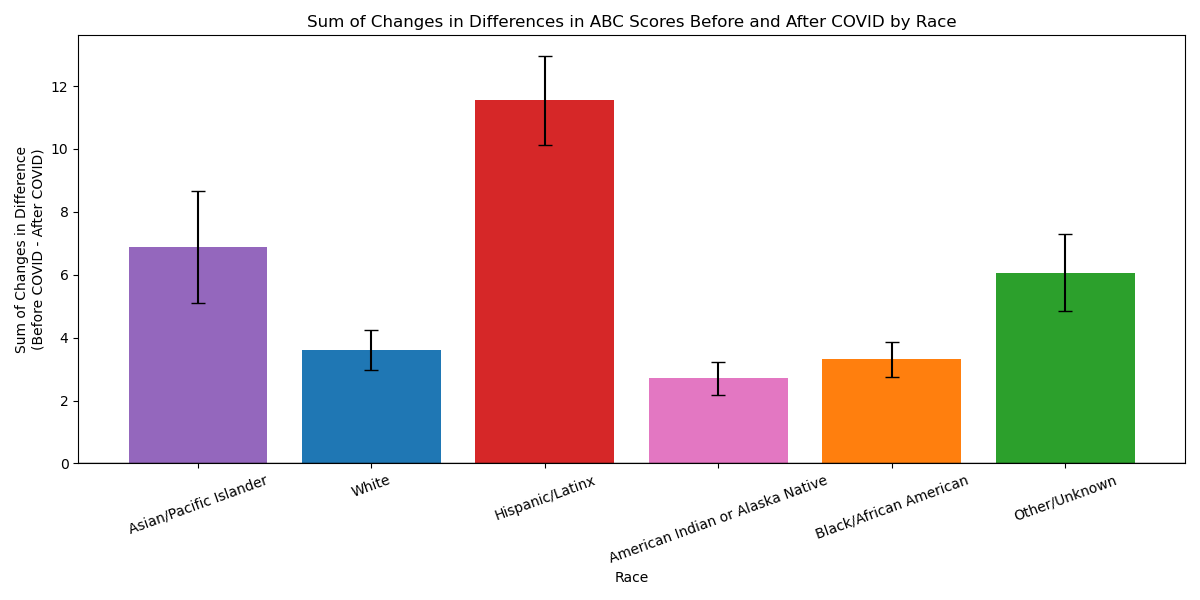 Sum of Changes in Differences in ABC Scores Before and After COVID by Race
Sum of Changes in Difference
(Before COVID - After COVID)
12
10
8
6
4
2
0
Asian/Pacific Islander
White
Hispanic/Latinx
American Indian or Alaska Native
Black/African American
Other/Unknown
Race